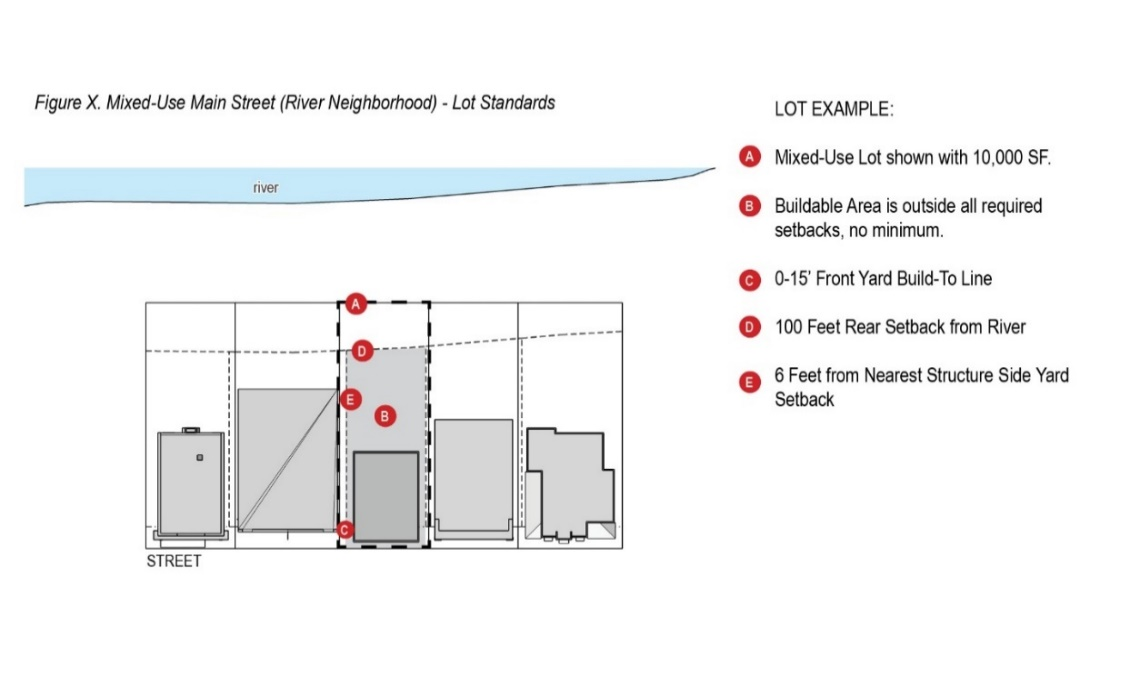 Figure X. Mixed-Use Main Street (River Neighborhood) - Lot Standards
river
A
D
E
B
C
STREET
LOT EXAMPLE:
A Mixed-Use Lot shown with 10,000 SF.
B Buildable Area is outside all required
setbacks, no minimum.
C 0-15' Front Yard Build-To Line
D 100 Feet Rear Setback from River
E 6 Feet from Nearest Structure Side Yard
Setback